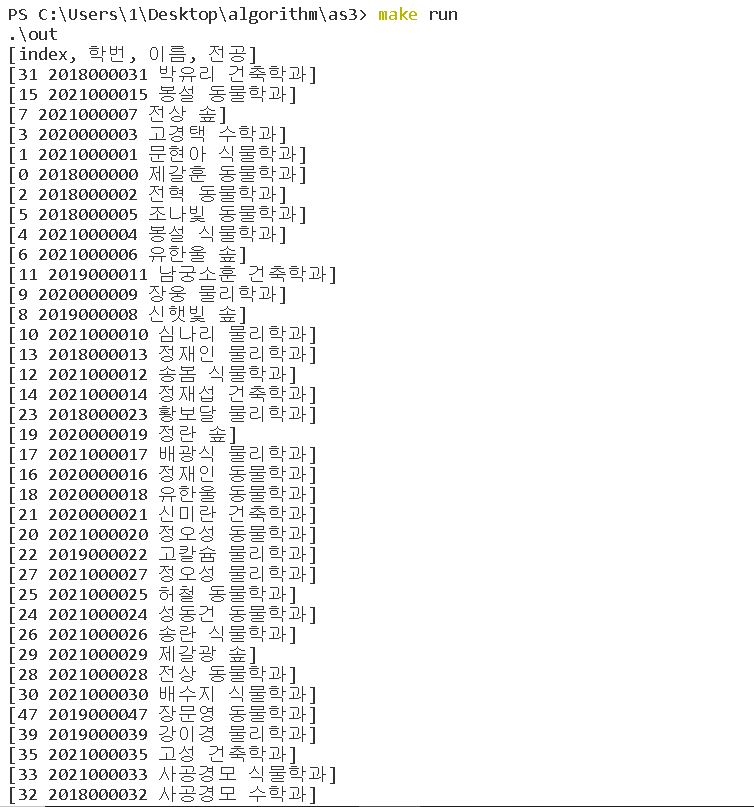 PS C:\Users\1\Desktop\algorithm\as3> make run
.\out
[index, 학번, 이름, 전공]
[31 2018000031 박유리 건축학과]
[15 2021000015 봉설 동물학과]
[7 2021000007 전상 숲]
[3 2020000003 고경택 수학과]
[1 2021000001 문현아 식물학과]
[0 2018000000 제갈훈 동물학과]
[2 2018000002 전혁 동물학과]
[5 2018000005 조나빛 동물학과]
[4 2021000004 봉설 식물학과]
[6 2021000006 유한울 숲]
[11 2019000011 남궁소훈 건축학과]
[9 2020000009 장웅 물리학과]
[8 2019000008 신햇빛 숲]
[10 2021000010 심나리 물리학과]
[13 2018000013 정재인 물리학과]
[12 2021000012 송봄 식물학과]
[14 2021000014 정재섭 건축학과]
[23 2018000023 황보달 물리학과]
[19 2020000019 정란 숲]
[17 2021000017 배광식 물리학과]
[16 2020000016 정재인 동물학과]
[18 2020000018 유한울 동물학과]
[21 2020000021 신미란 건축학과]
[20 2021000020 정오성 동물학과]
[22 2019000022 고칼슘 물리학과]
[27 2021000027 정오성 물리학과]
[25 2021000025 허철 동물학과]
[24 2021000024 성동건 동물학과]
[26 2021000026 송란 식물학과]
[29 2021000029 제갈광 숲]
[28 2021000028 전상 동물학과]
[30 2021000030 배수지 식물학과]
[47 2019000047 장문영 동물학과]
[39 2019000039 강이경 물리학과]
[35 2021000035 고성 건축학과]
[33 2021000033 사공경모 식물학과]
[32 2018000032 사공경모 수학과]